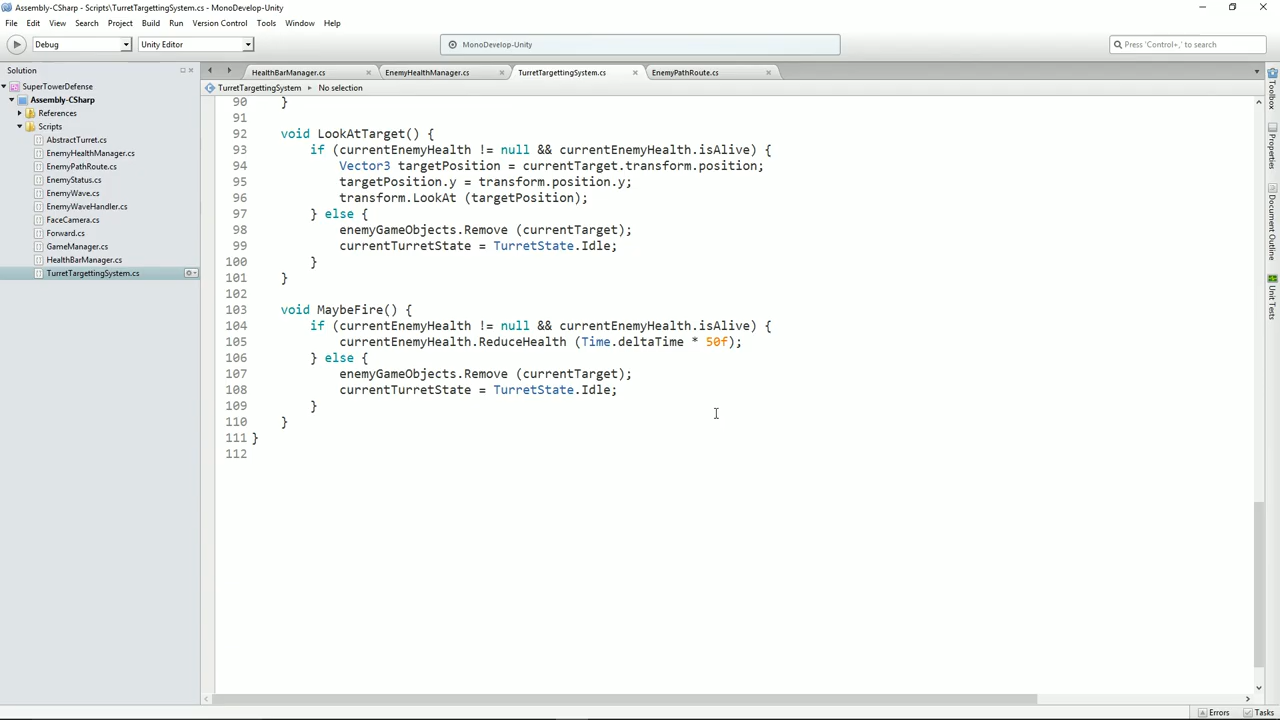 Assembly-CSharp - Scripts\TurretTargettingSystem.cs - MonoDevelop-Unity
File Edit View Search Project Build Run Version Control Tools Window Help
Debug Unity Editor MonoDevelop-Unity Press 'Control+,' to search
Solution
SuperTowerDefense
Assembly-CSharp
References
Scripts
AbstractTurret.cs
EnemyHealthManager.cs
EnemyPathRoute.cs
EnemyStatus.cs
EnemyWave.cs
EnemyWaveHandler.cs
FaceCamera.cs
Forward.cs
GameManager.cs
HealthBarManager.cs
TurretTargettingSystem.cs
HealthBarManager.cs EnemyHealthManager.cs TurretTargettingSystem.cs EnemyPathRoute.cs
TurretTargettingSystem No selection
90 }
91
92 void LookAtTarget() {
93 if (currentEnemyHealth != null && currentEnemyHealth.isAlive) {
94 Vector3 targetPosition = currentTarget.transform.position;
95 targetPosition.y = transform.position.y;
96 transform.LookAt (targetPosition);
97 } else {
98 enemyGameObjects.Remove (currentTarget);
99 currentTurretState = TurretState.Idle;
100 }
101 }
102
103 void MaybeFire() {
104 if (currentEnemyHealth != null && currentEnemyHealth.isAlive) {
105 currentEnemyHealth.ReduceHealth (Time.deltaTime * 50f);
106 } else {
107 enemyGameObjects.Remove (currentTarget);
108 currentTurretState = TurretState.Idle;
109 }
110 }
111 }
112
Toolbox
Properties
Document Outline
Unit Tests
Errors Tasks